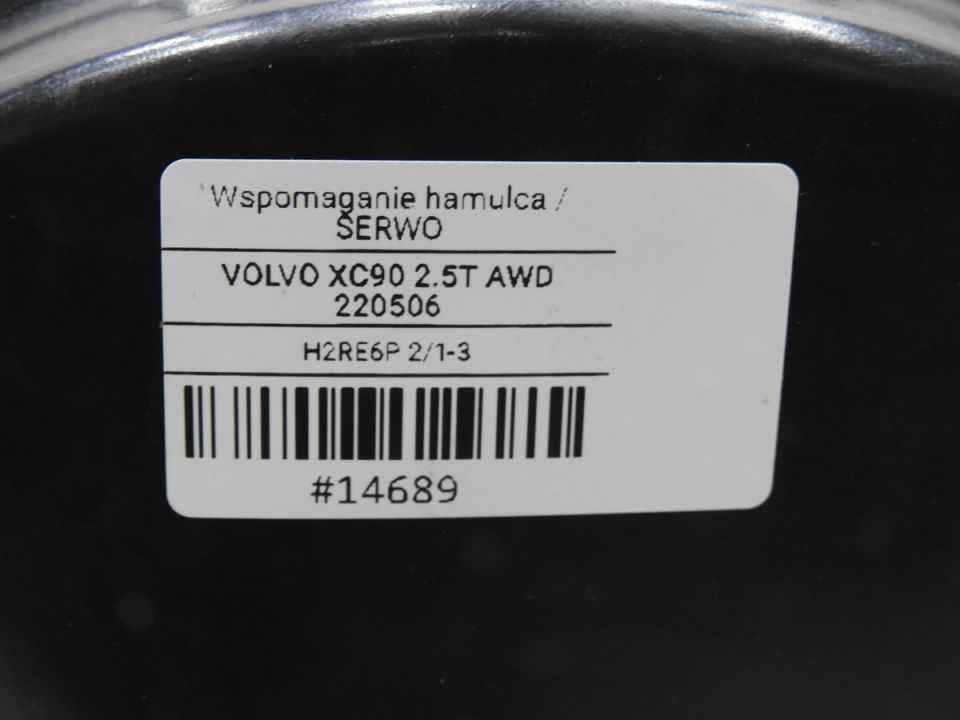 Wspomaganie hamulca /
SERWO
VOLVO XC90 2.5T AWD
220506
H2RE6P 2/1-3
#14689